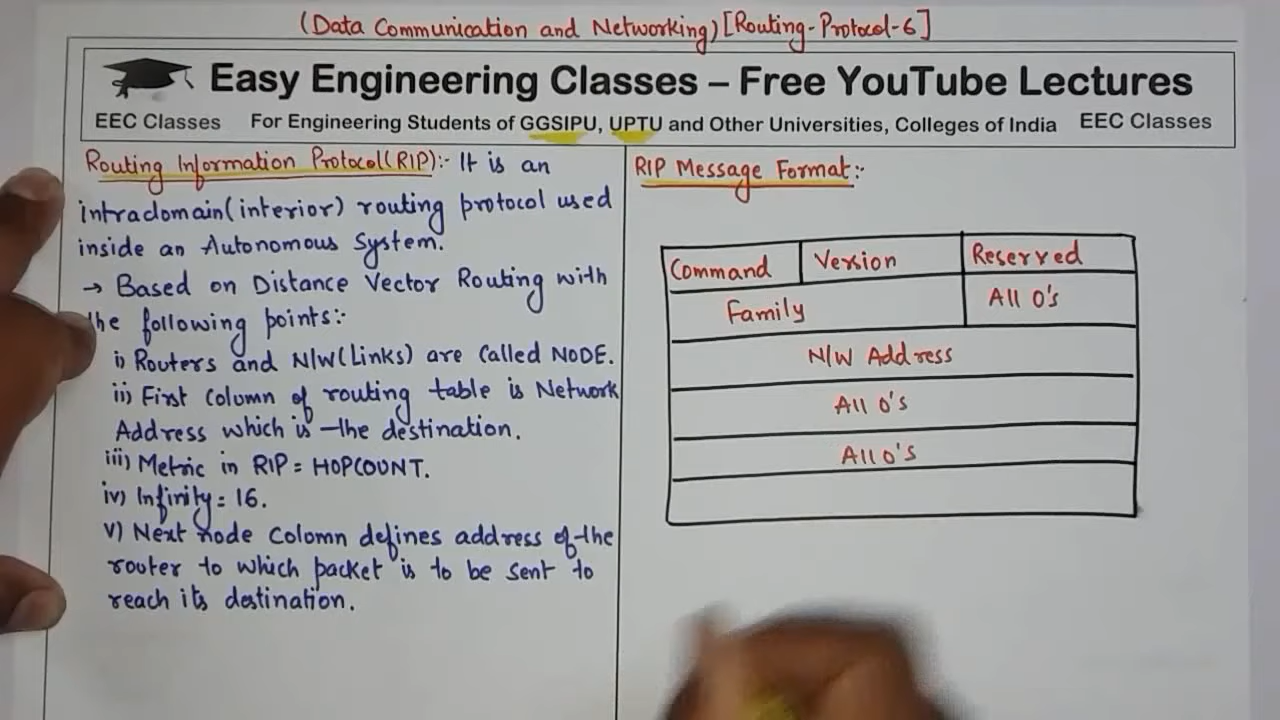 (Data Communication and Networking) [Routing-Protocol-6]
Easy Engineering Classes – Free YouTube Lectures
EEC Classes For Engineering Students of GGSIPU, UPTU and Other Universities, Colleges of India EEC Classes
Routing Information Protocol(RIP):- It is an
intradomain(interior) routing protocol used
inside an Autonomous System.
→ Based on Distance Vector Routing with
the following points:-
i) Routers and N/W(Links) are called NODE.
ii) First Column of routing table is Network
Address which is the destination.
iii) Metric in RIP = HOPCOUNT.
iv) Infinity = 16.
v) Next node Colomn defines address of the
router to which packet is to be sent to
reach its destination.
RIP Message Format:-
Command Version Reserved
Family All 0's
N/W Address
All 0's
All 0's